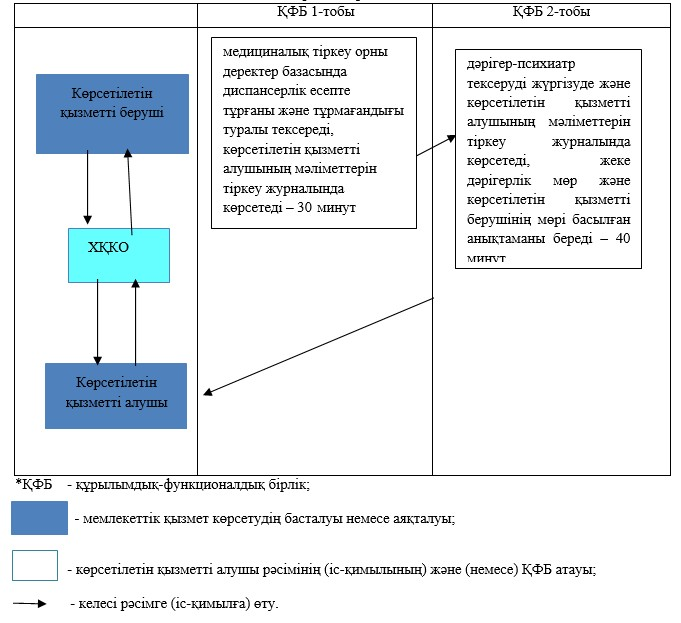 ҚФБ 1-тобы
ҚФБ 2-тобы
Көрсетілетін
қызметті беруші
ХҚКО
Көрсетілетін
қызметті алушы
медициналық тіркеу орны
деректер базасында
диспансерлік есепте
тұрғаны және тұрмағандығы
туралы тексереді,
көрсетілетін қызметті
алушының мәліметтерін
тіркеу журналында
көрсетеді – 30 минут
дәрігер-психиатр
тексеруді жүргізуде және
көрсетілетін қызметті
алушының мәліметтерін
тіркеу журналында
көрсетеді, жеке
дәрігерлік мөр және
көрсетілетін қызметті
берушінің мөрі басылған
анықтаманы береді – 40
минут
*ҚФБ - құрылымдық-функционалдық бірлік;
- мемлекеттік қызмет көрсетудің басталуы немесе аяқталуы;
- көрсетілетін қызметті алушы рәсімінің (іс-қимылының) және (немесе) ҚФБ атауы;
- келесі рәсімге (іс-қимылға) өту.